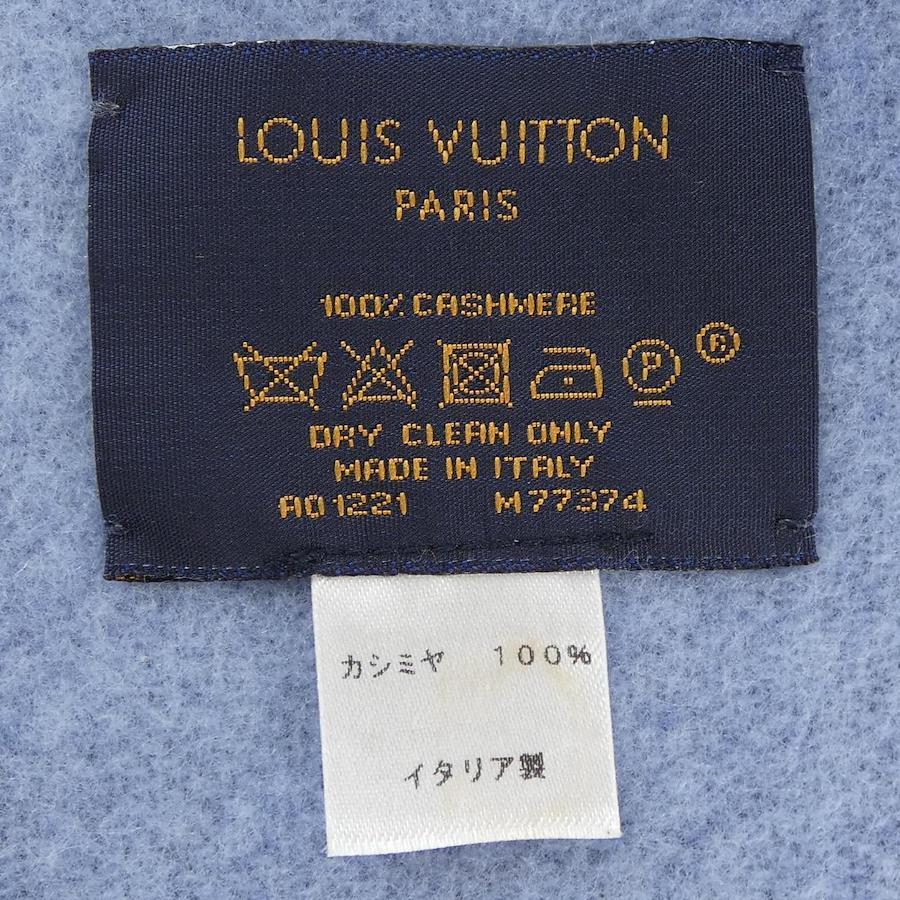 LOUIS VUITTON
PARIS
100% CASHMERE
P ®
DRY CLEAN ONLY
MADE IN ITALY
AO1221 M77374
カシミヤ 100%
イタリア製